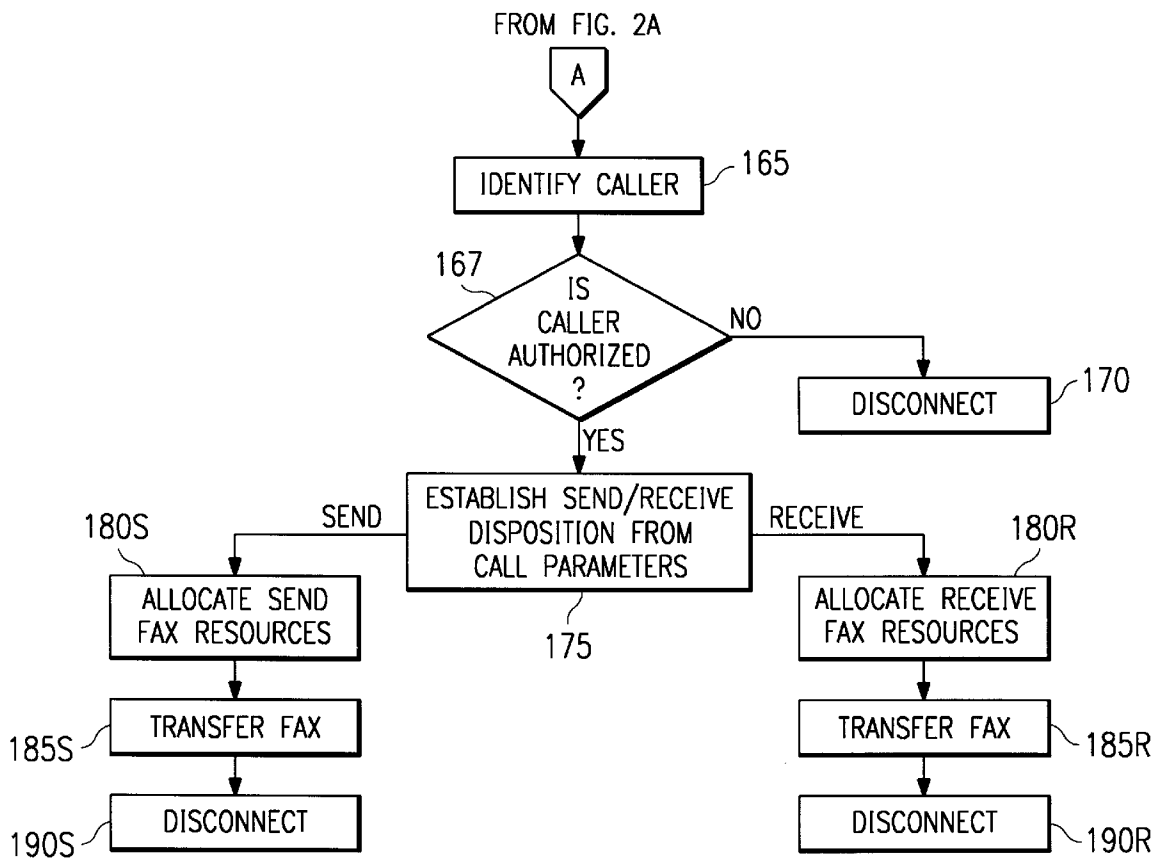 FROM FIG. 2A
A
IDENTIFY CALLER
165
167
IS
CALLER
AUTHORIZED
?
NO
DISCONNECT
170
YES
ESTABLISH SEND/RECEIVE
DISPOSITION FROM
CALL PARAMETERS
175
SEND
180S
ALLOCATE SEND
FAX RESOURCES
TRANSFER FAX
185S
DISCONNECT
190S
RECEIVE
180R
ALLOCATE RECEIVE
FAX RESOURCES
TRANSFER FAX
185R
DISCONNECT
190R